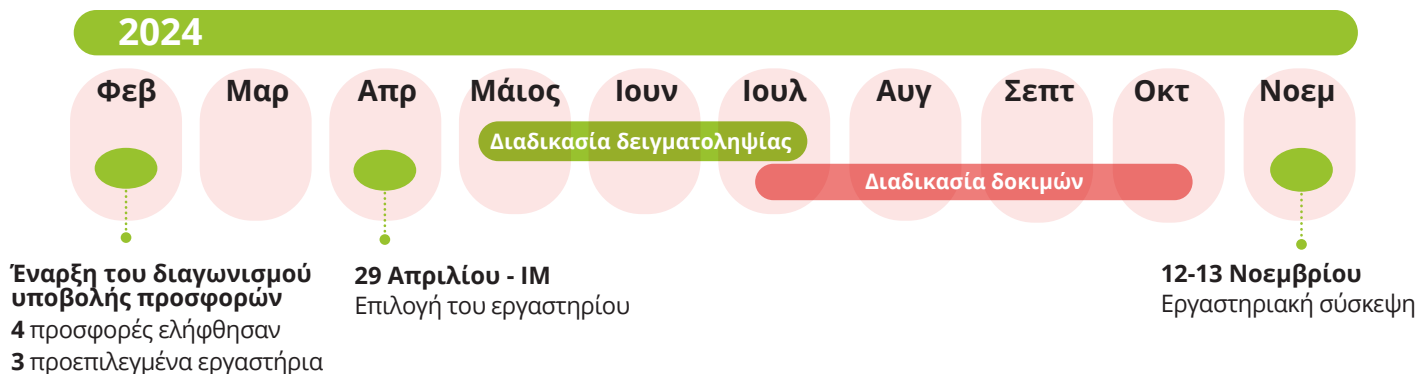 2024
Φεβ Μαρ Απρ Μάιος Ιουν Ιουλ Αυγ Σεπτ Οκτ Νοεμ
Διαδικασία δειγματοληψίας
Διαδικασία δοκιμών
Έναρξη του διαγωνισμού
υποβολής προσφορών
4 προσφορές ελήφθησαν
3 προεπιλεγμένα εργαστήρια
29 Απριλίου - IM
Επιλογή του εργαστηρίου
12-13 Νοεμβρίου
Εργαστηριακή σύσκεψη